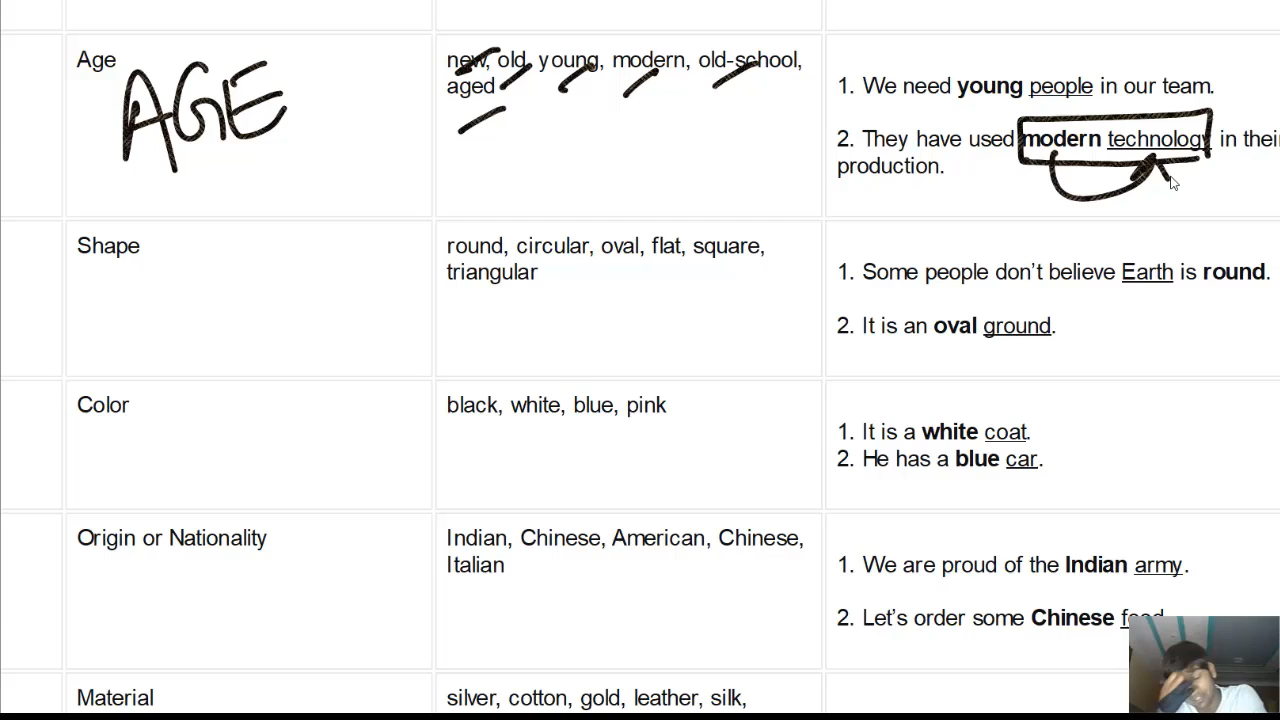 Age
AGE
new, old, young, modern, old-school,
aged
1. We need young people in our team.
2. They have used modern technology in their
production.
Shape
round, circular, oval, flat, square,
triangular
1. Some people don't believe Earth is round.
2. It is an oval ground.
Color
black, white, blue, pink
1. It is a white coat.
2. He has a blue car.
Origin or Nationality
Indian, Chinese, American, Chinese,
Italian
1. We are proud of the Indian army.
2. Let's order some Chinese food
Material
silver, cotton, gold, leather, silk,